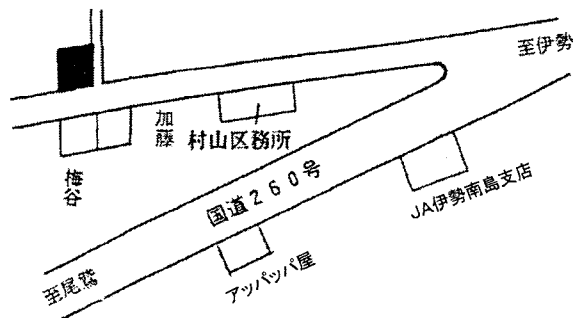 至伊勢
加藤
村山区務所
梅谷
国道260号
JA伊勢南島支店
至尾鷲
アッパッパ屋